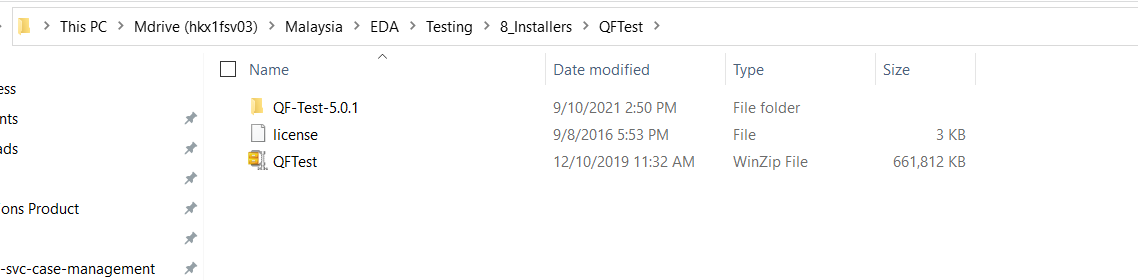 This PC > Mdrive (hkx1fsv03) > Malaysia > EDA > Testing > 8_Installers > QFTest >
Name Date modified Type Size
ess
QF-Test-5.0.1 9/10/2021 2:50 PM File folder
nts
license 9/8/2016 5:53 PM File 3 KB
ads
QFTest 12/10/2019 11:32 AM WinZip File 661,812 KB
ons Product
-svc-case-management